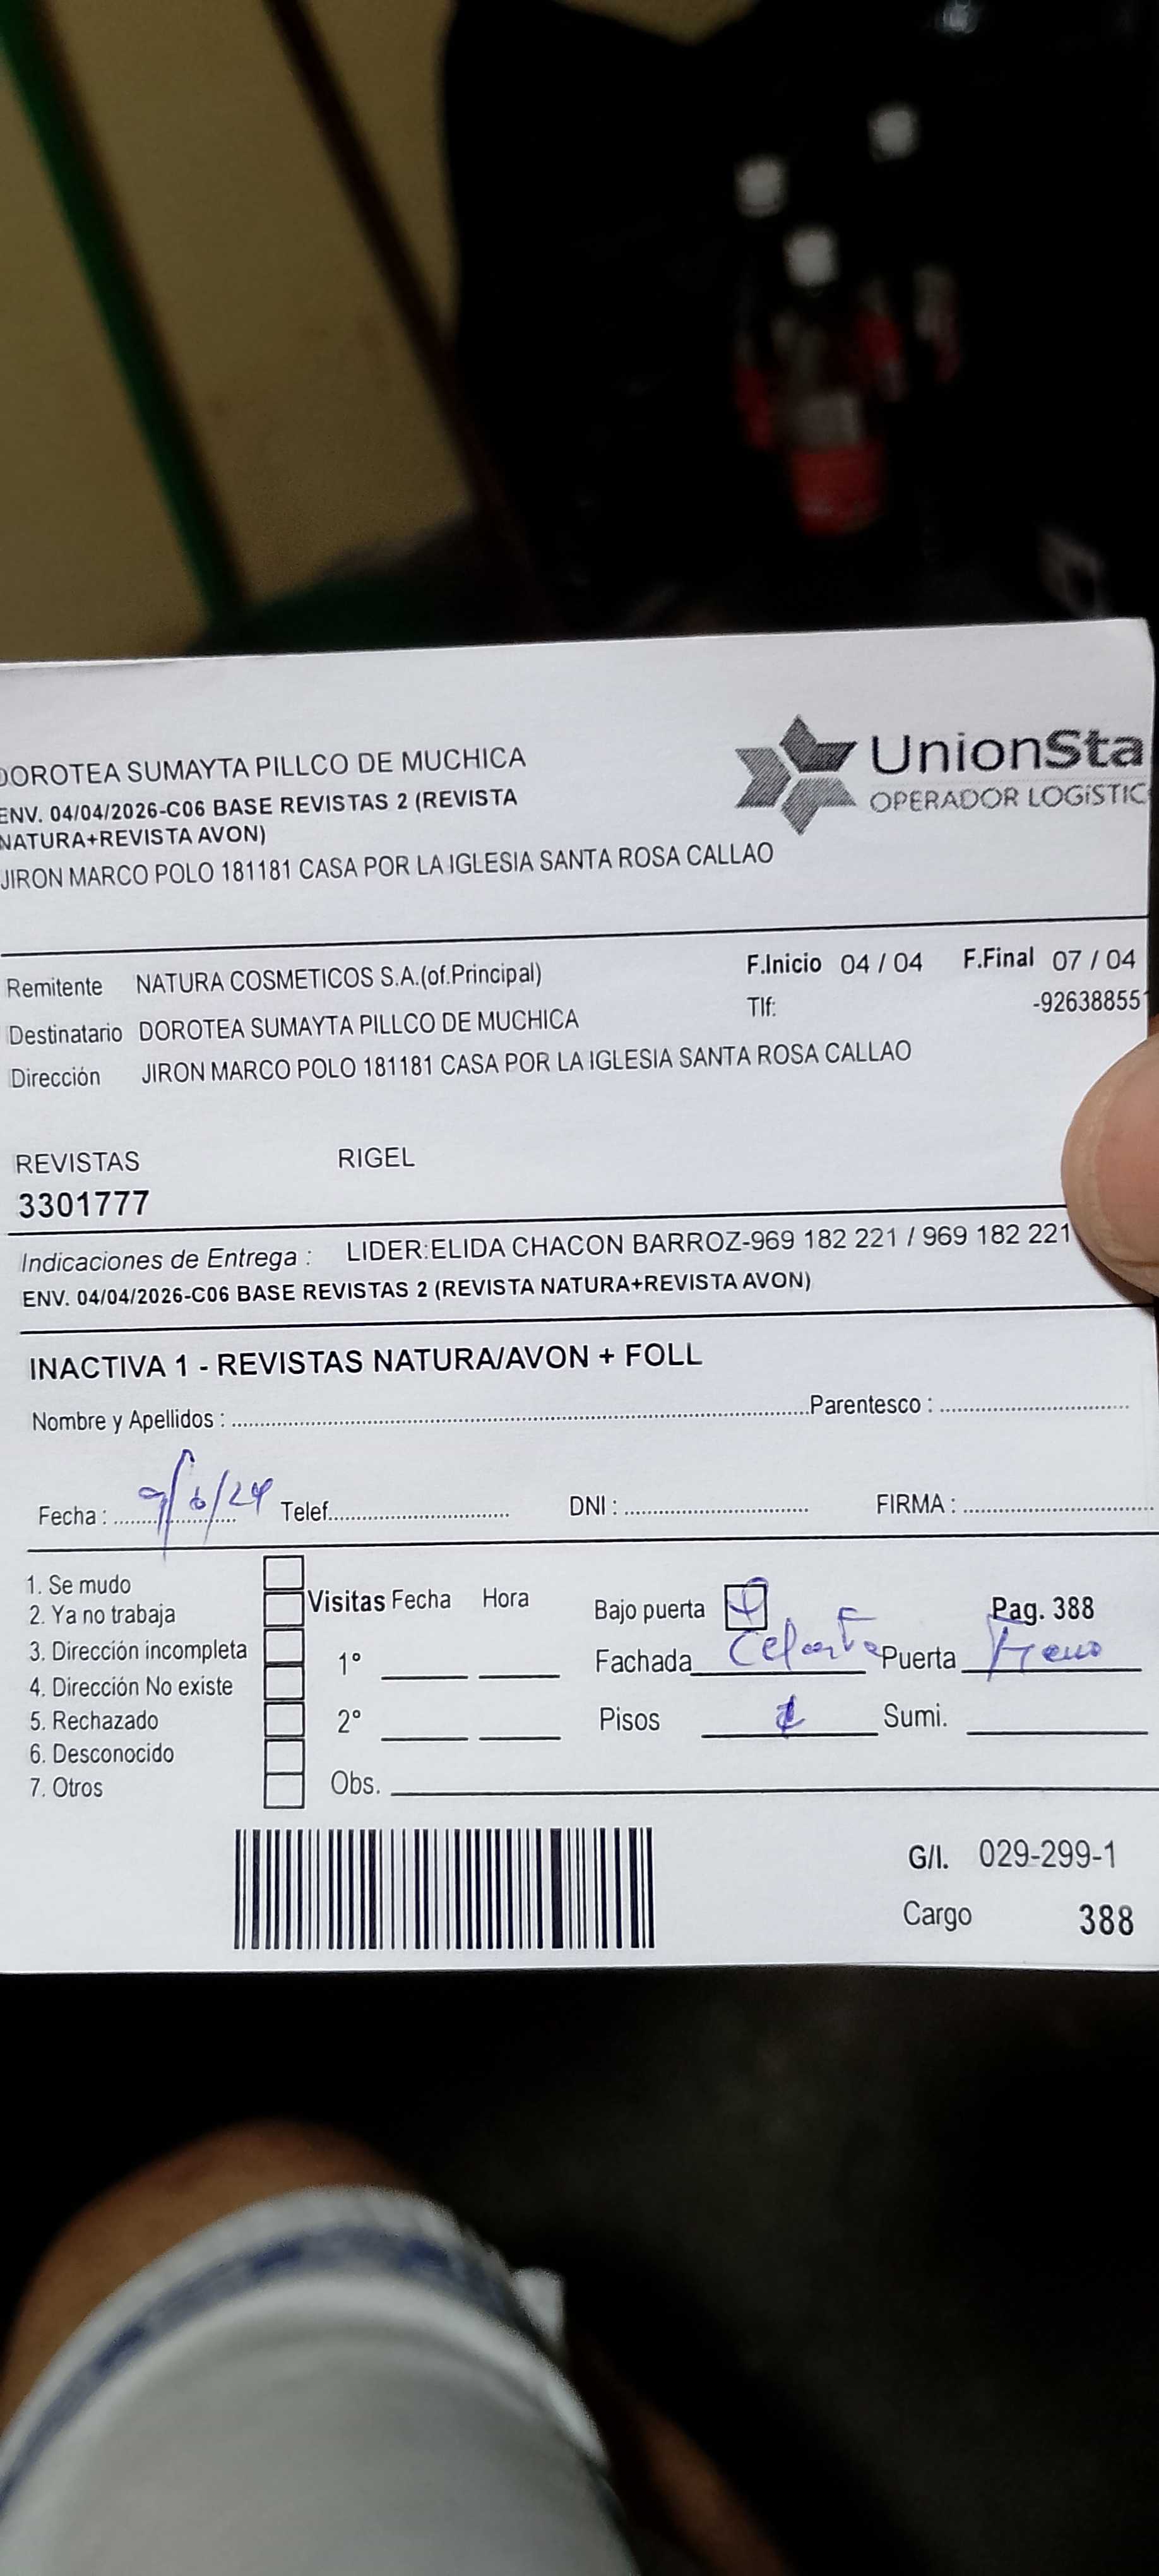 DOROTEA SUMAYTA PILLCO DE MUCHICA
ENV. 04/04/2026-C06 BASE REVISTAS 2 (REVISTA
NATURA+REVISTA AVON)
JIRON MARCO POLO 181181 CASA POR LA IGLESIA SANTA ROSA CALLAO
UnionSta
OPERADOR LOGíSTIC
Remitente NATURA COSMETICOS S.A.(of.Principal) F.Inicio 04 / 04 F.Final 07 / 04
Destinatario DOROTEA SUMAYTA PILLCO DE MUCHICA Tlf: -926388551
Dirección JIRON MARCO POLO 181181 CASA POR LA IGLESIA SANTA ROSA CALLAO
REVISTAS RIGEL
3301777
Indicaciones de Entrega : LIDER:ELIDA CHACON BARROZ-969 182 221 / 969 182 221
ENV. 04/04/2026-C06 BASE REVISTAS 2 (REVISTA NATURA+REVISTA AVON)
INACTIVA 1 - REVISTAS NATURA/AVON + FOLL
Nombre y Apellidos : Parentesco :
Fecha : Telef. DNI : FIRMA :
1. Se mudo
2. Ya no trabaja
3. Dirección incompleta
4. Dirección No existe
5. Rechazado
6. Desconocido
7. Otros
Visitas Fecha Hora
1°
2°
Obs.
Bajo puerta Pag. 388
Fachada Celeste Puerta Fierro
Pisos 1 Sumi.
G/I. 029-299-1
Cargo 388